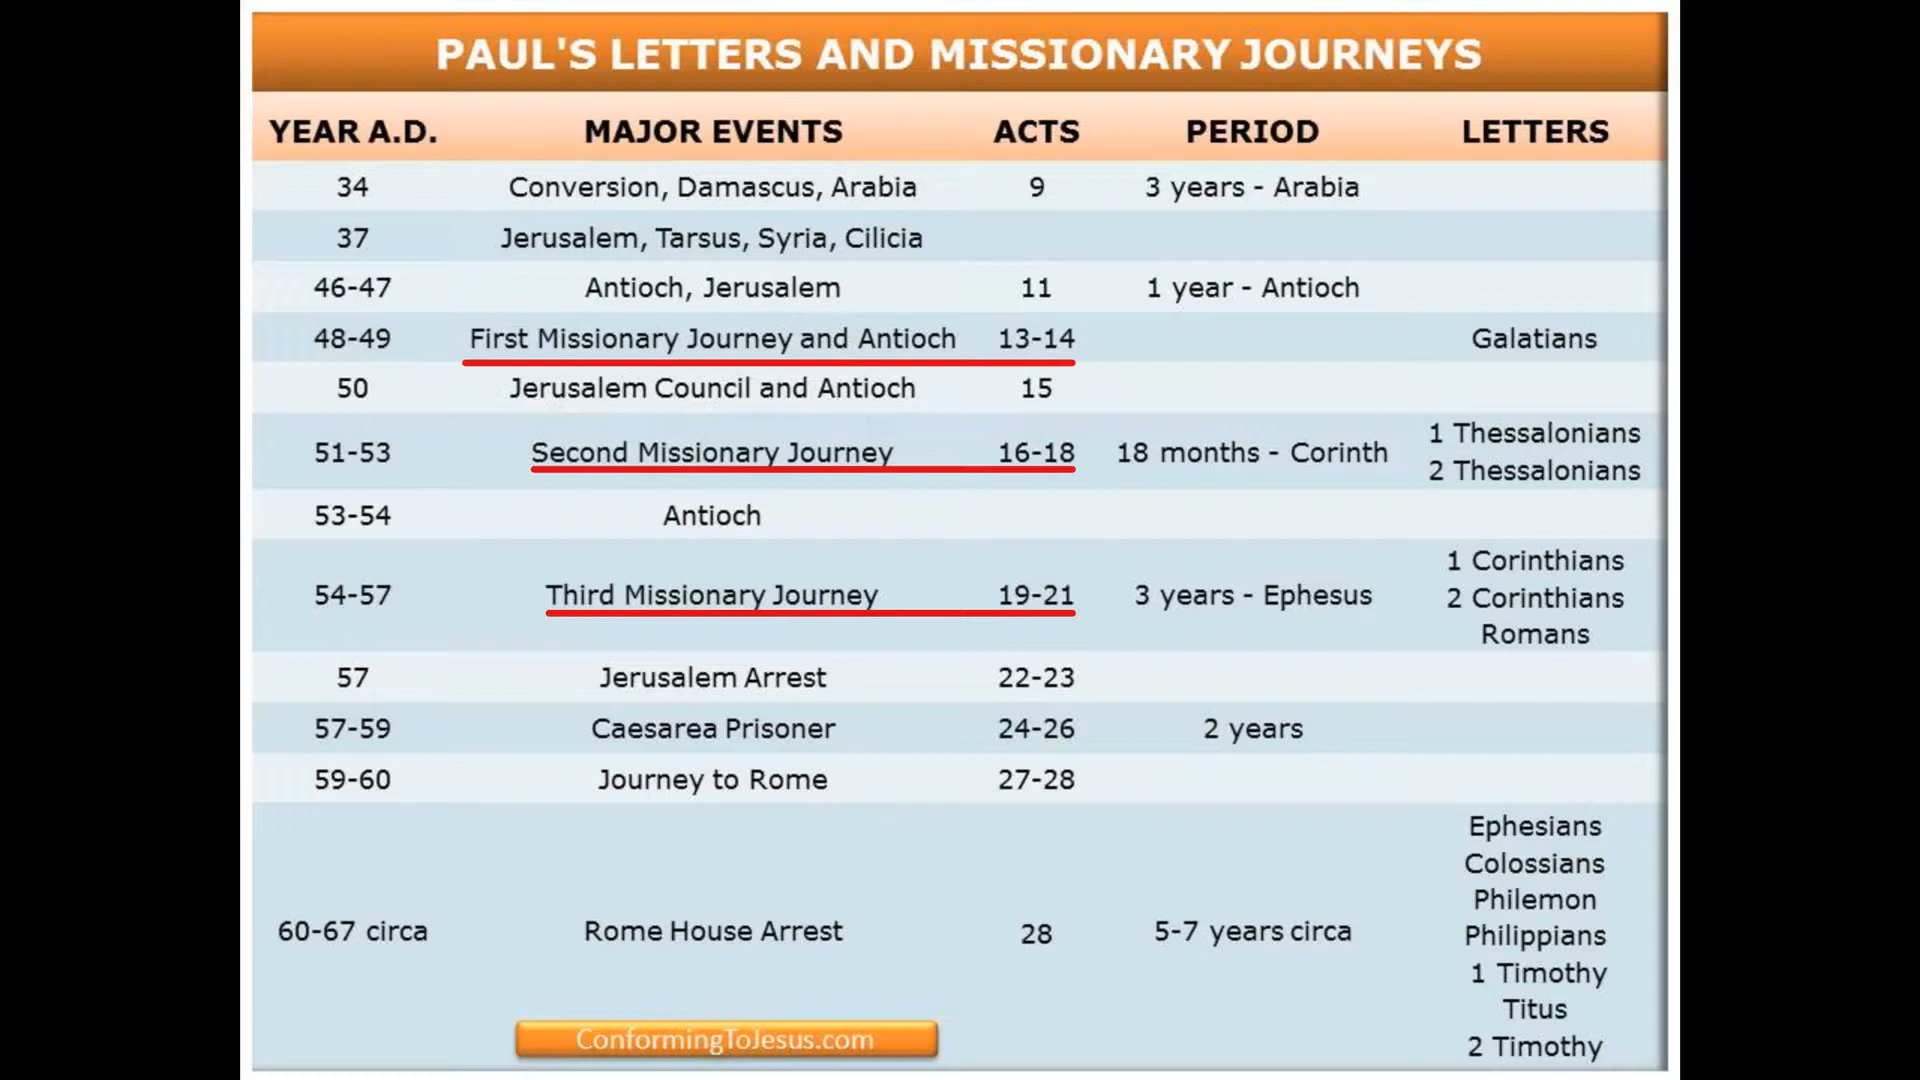 PAUL'S LETTERS AND MISSIONARY JOURNEYS
YEAR A.D. MAJOR EVENTS ACTS PERIOD LETTERS
34 Conversion, Damascus, Arabia 9 3 years - Arabia
37 Jerusalem, Tarsus, Syria, Cilicia
46-47 Antioch, Jerusalem 11 1 year - Antioch
48-49 First Missionary Journey and Antioch 13-14 Galatians
50 Jerusalem Council and Antioch 15
51-53 Second Missionary Journey 16-18 18 months - Corinth 1 Thessalonians
2 Thessalonians
53-54 Antioch
54-57 Third Missionary Journey 19-21 3 years - Ephesus 1 Corinthians
2 Corinthians
Romans
57 Jerusalem Arrest 22-23
57-59 Caesarea Prisoner 24-26 2 years
59-60 Journey to Rome 27-28
60-67 circa Rome House Arrest 28 5-7 years circa Ephesians
Colossians
Philemon
Philippians
1 Timothy
Titus
2 Timothy
ConformingToJesus.com